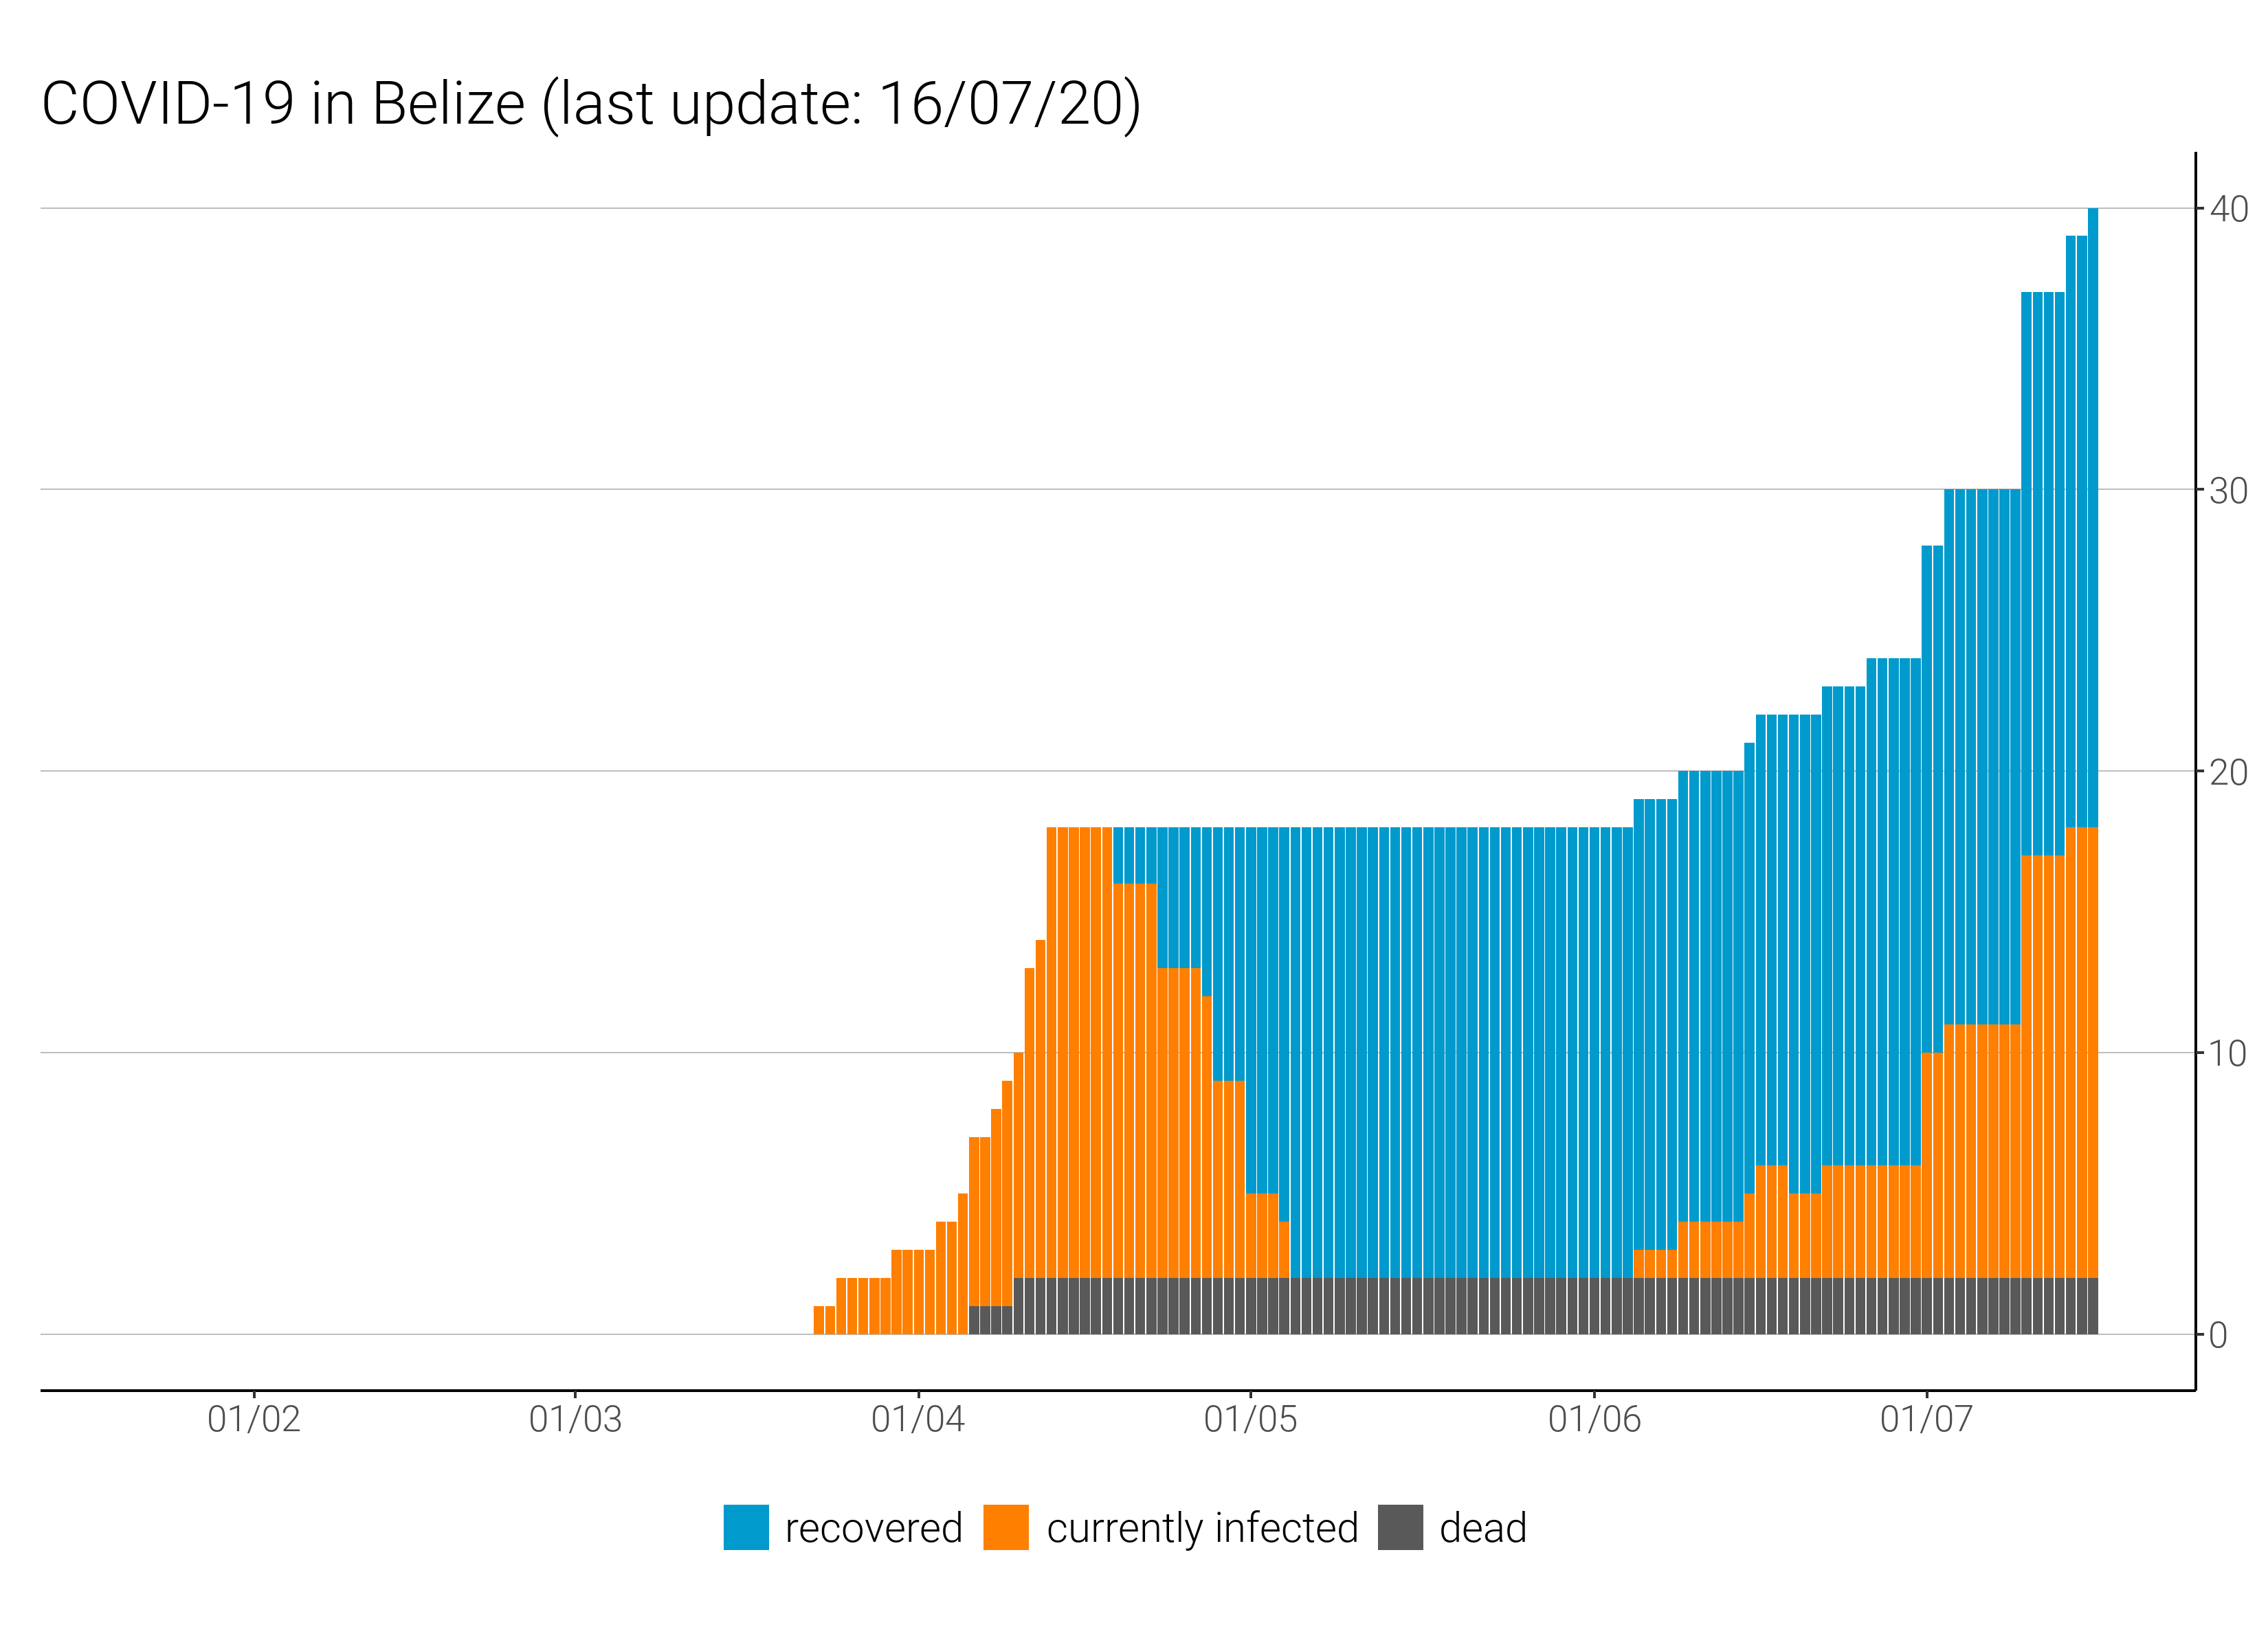 COVID-19 in Belize (last update: 16/07/20)
40
30
20
10
0
01/02 01/03 01/04 01/05 01/06 01/07
recovered currently infected dead